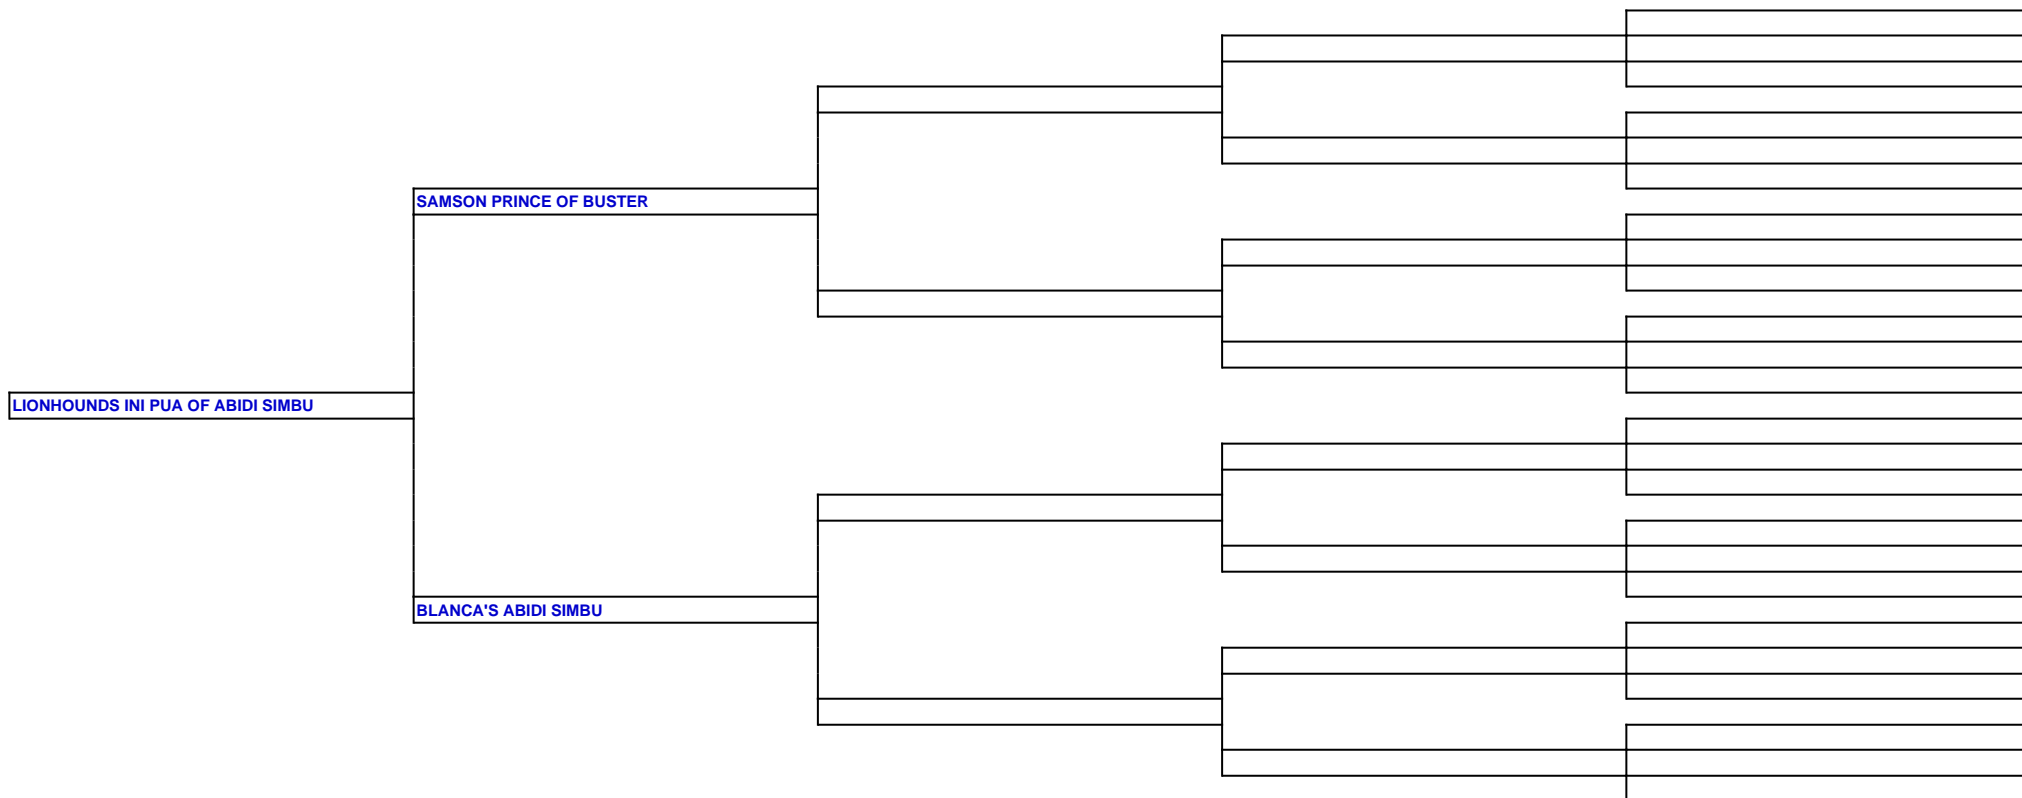 SAMSON PRINCE OF BUSTER
LIONHOUNDS INI PUA OF ABIDI SIMBU
BLANCA'S ABIDI SIMBU